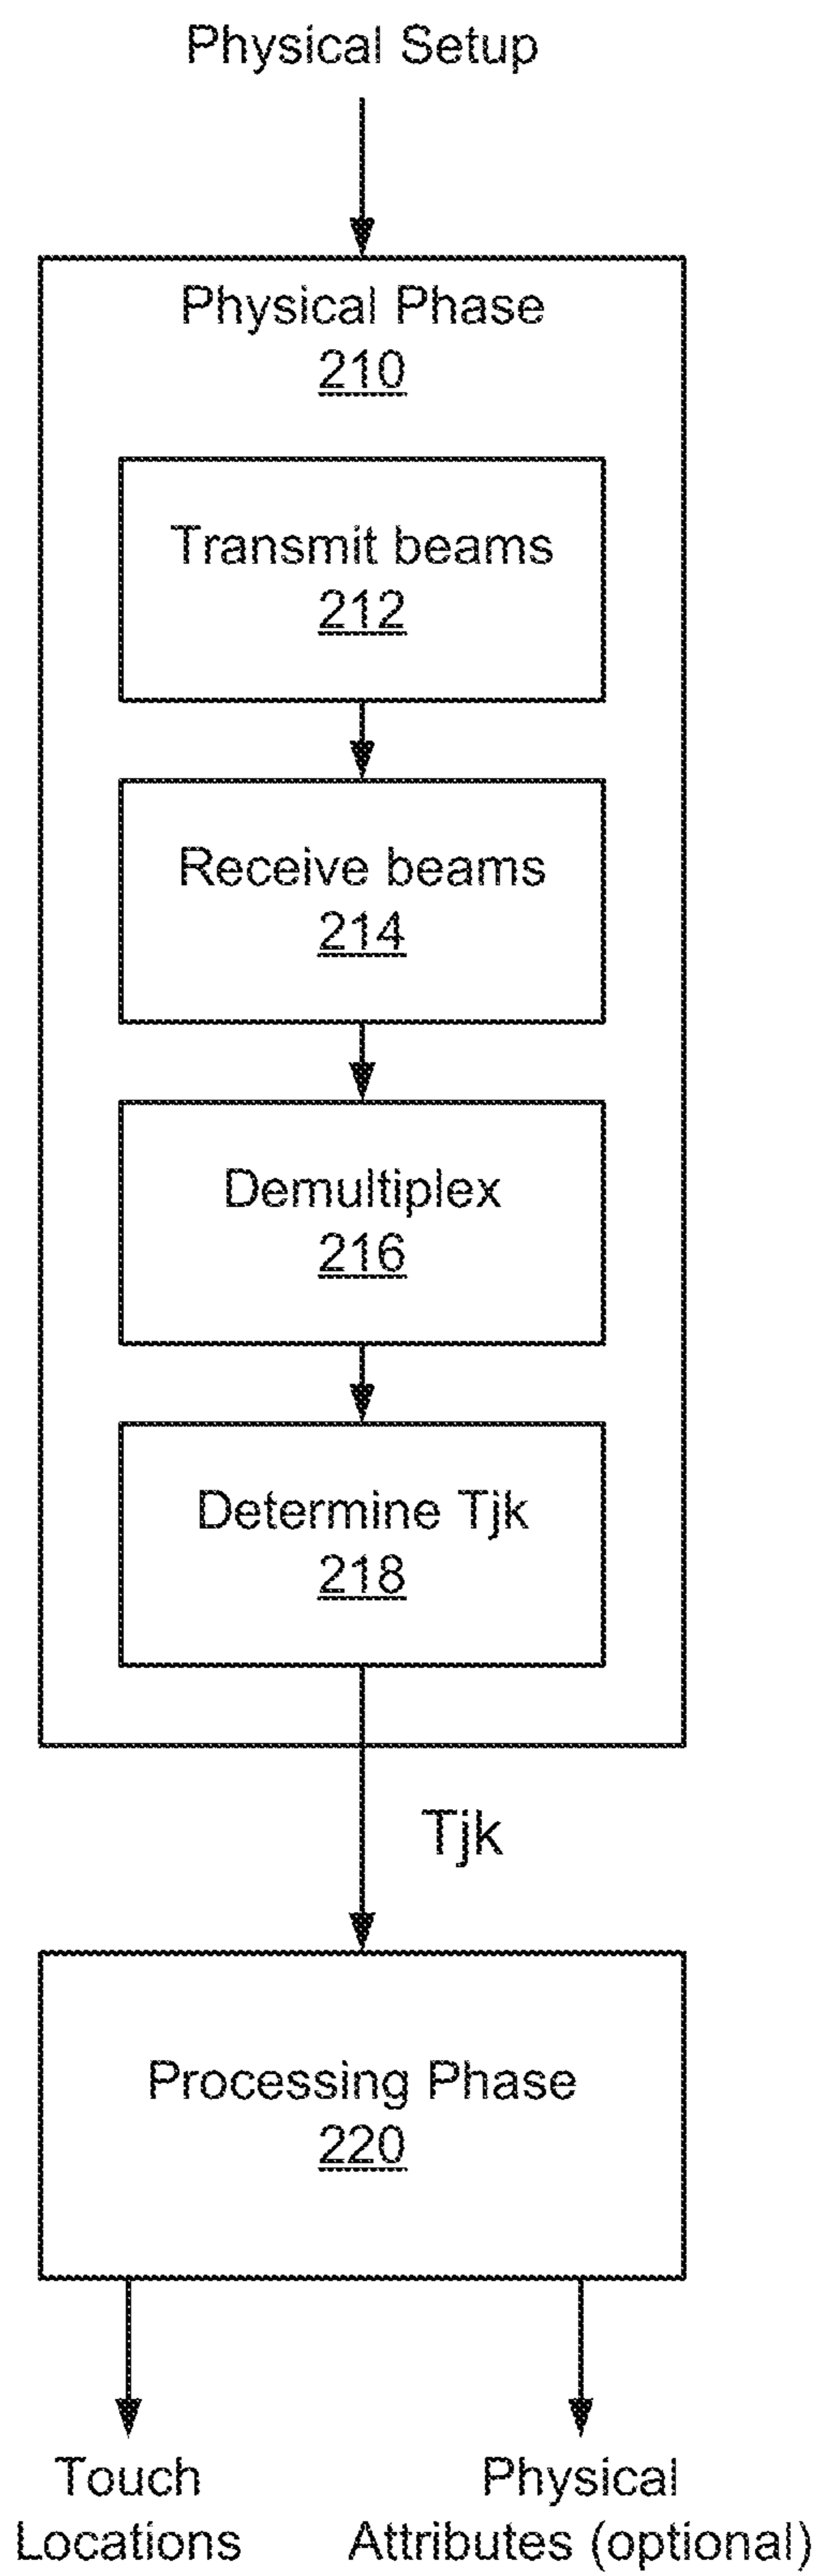 Physical Setup
Physical Phase
210
Transmit beams
212
Receive beams
214
Demultiplex
216
Determine Tjk
218
Tjk
Processing Phase
220
Touch
Locations
Physical
Attributes (optional)